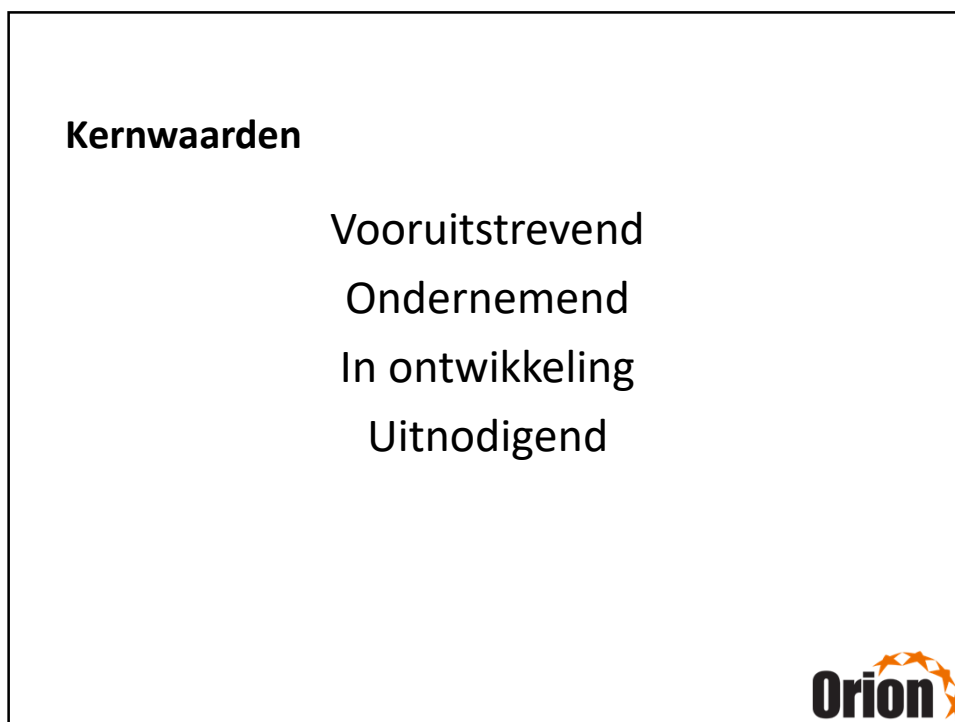 Kernwaarden
Vooruitstrevend
Ondernemend
In ontwikkeling
Uitnodigend
Orion